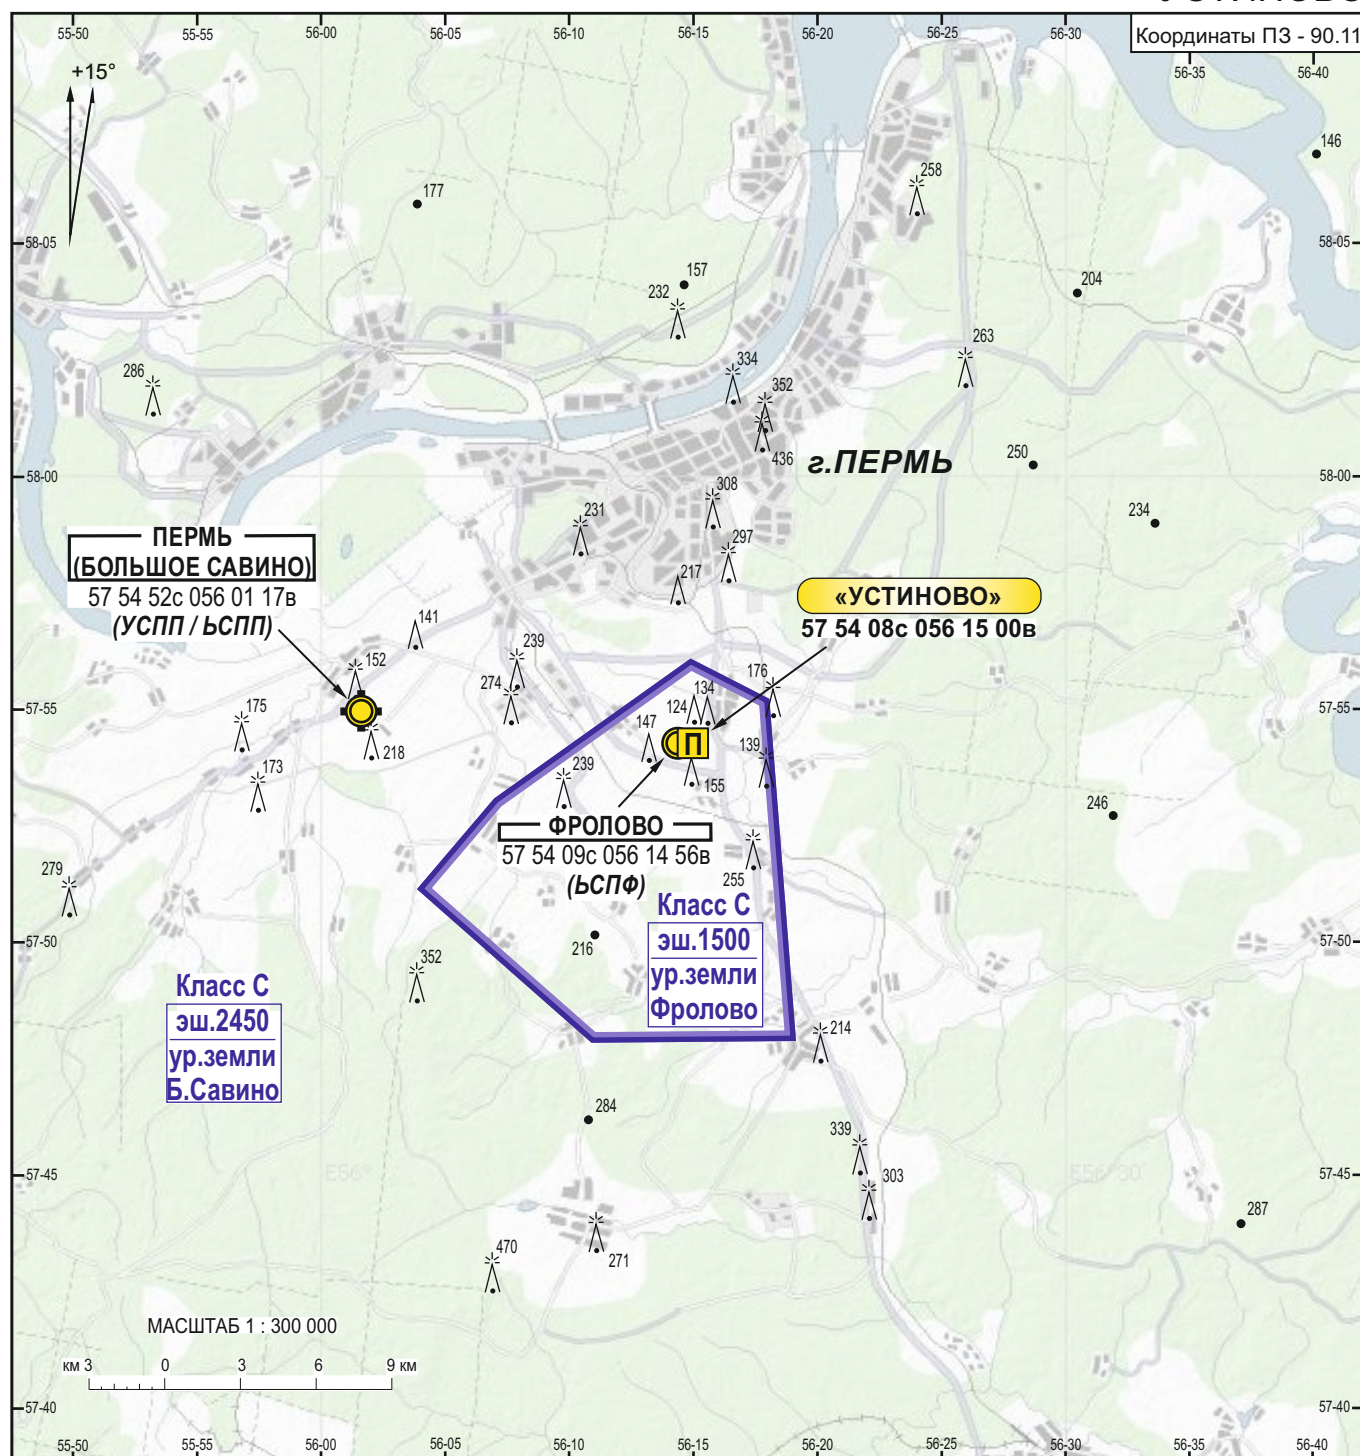 Координаты ПЗ - 90.11
55-50 55-55 56-00 56-05 56-10 56-15 56-20 56-25 56-30
56-35 56-40
+15°
146
258
177
58-05 58-05
157
204
232
263
334
286
352
г.ПЕРМЬ
436
250
58-00 58-00
308
231
234
297
ПЕРМЬ
(БОЛЬШОЕ САВИНО)
57 54 52с 056 01 17в
(УСПП / ЬСПП)
217
«УСТИНОВО»
57 54 08с 056 15 00в
141
239
152
176
274
134
124
175
57-55 57-55
147
П
218
139
173
239
155
246
ФРОЛОВО
57 54 09с 056 14 56в
(ЬСПФ)
279
255
Класс С
эш.1500
ур.земли
Фролово
216
57-50 57-50
352
Класс С
эш.2450
ур.земли
Б.Савино
214
284
339
57-45 57-45
E56° E56°30'
303
287
271
470
МАСШТАБ 1 : 300 000
км 3 0 3 6 9 км
57-40 57-40
55-50 55-55 56-00 56-05 56-10 56-15 56-20 56-25 56-30 56-35 56-40